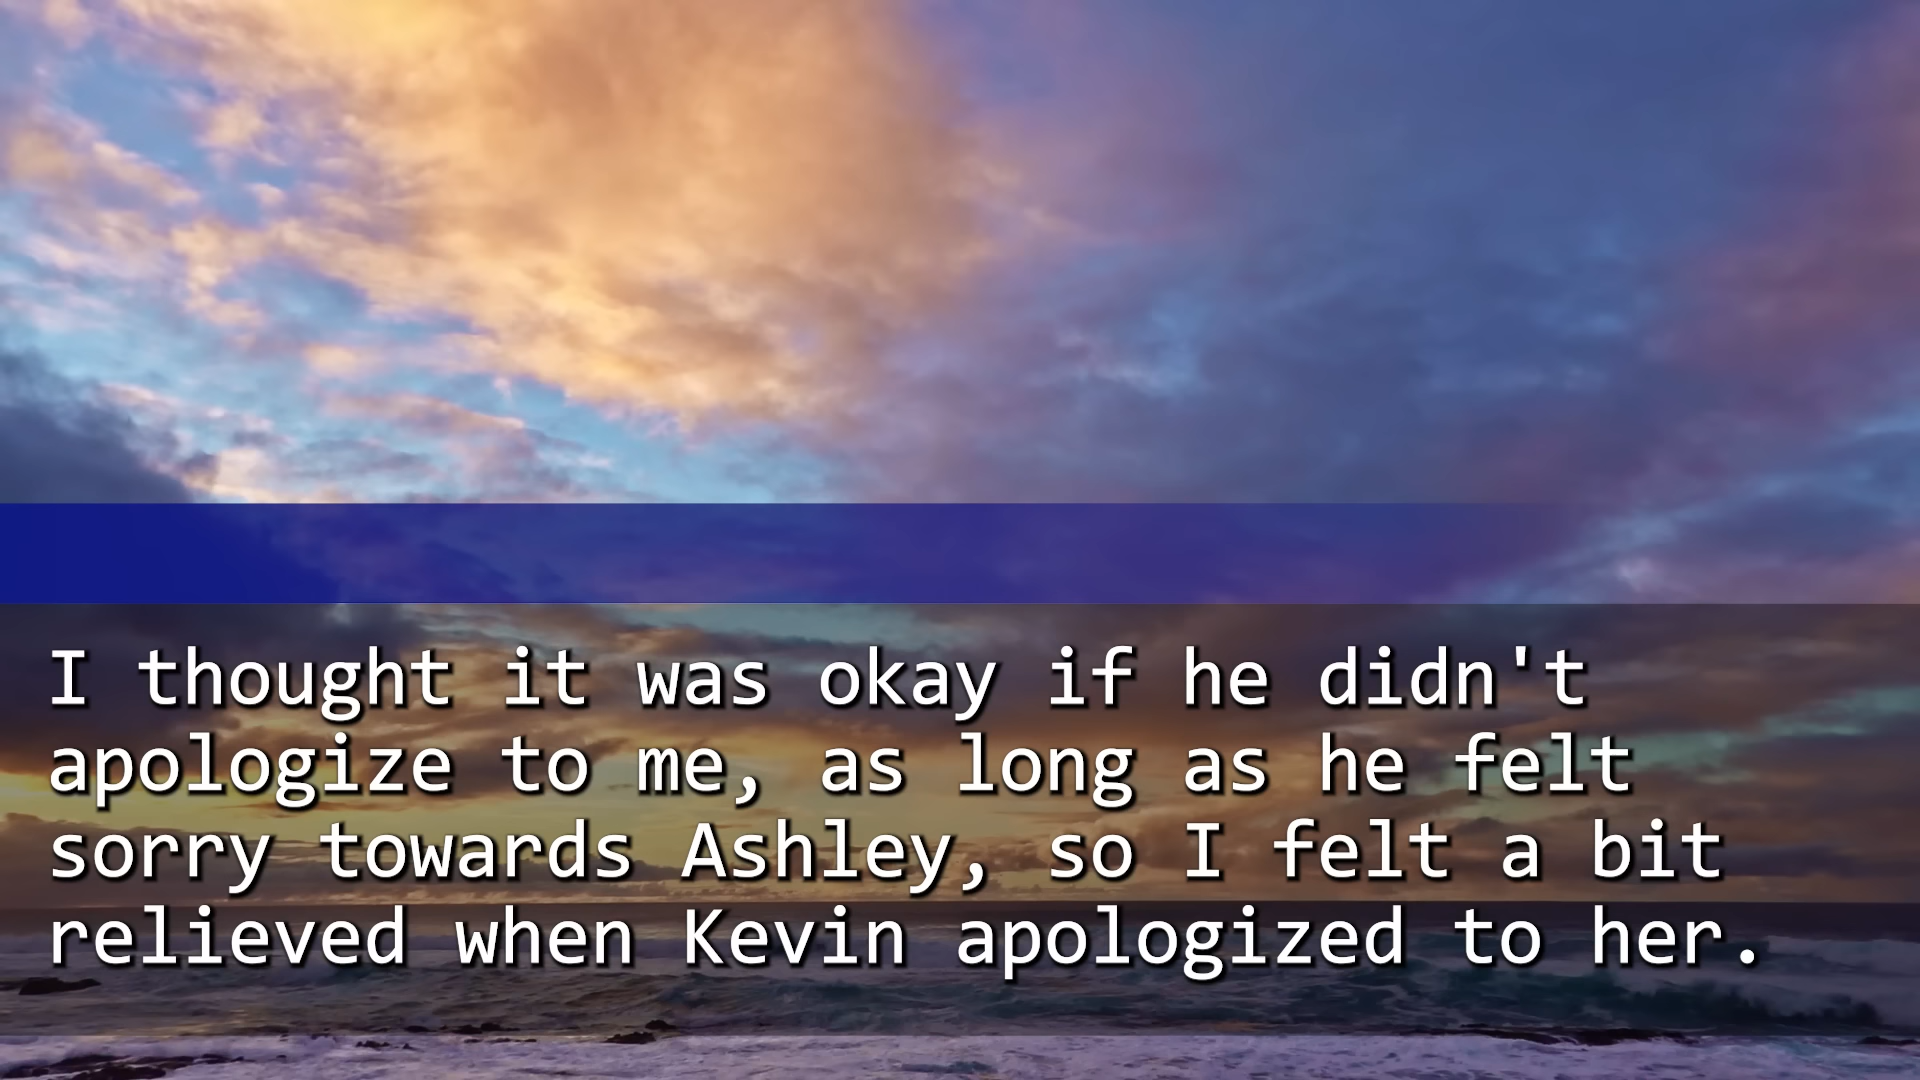 I thought it was okay if he didn't
apologize to me, as long as he felt
sorry towards Ashley, so I felt a bit
relieved when Kevin apologized to her.